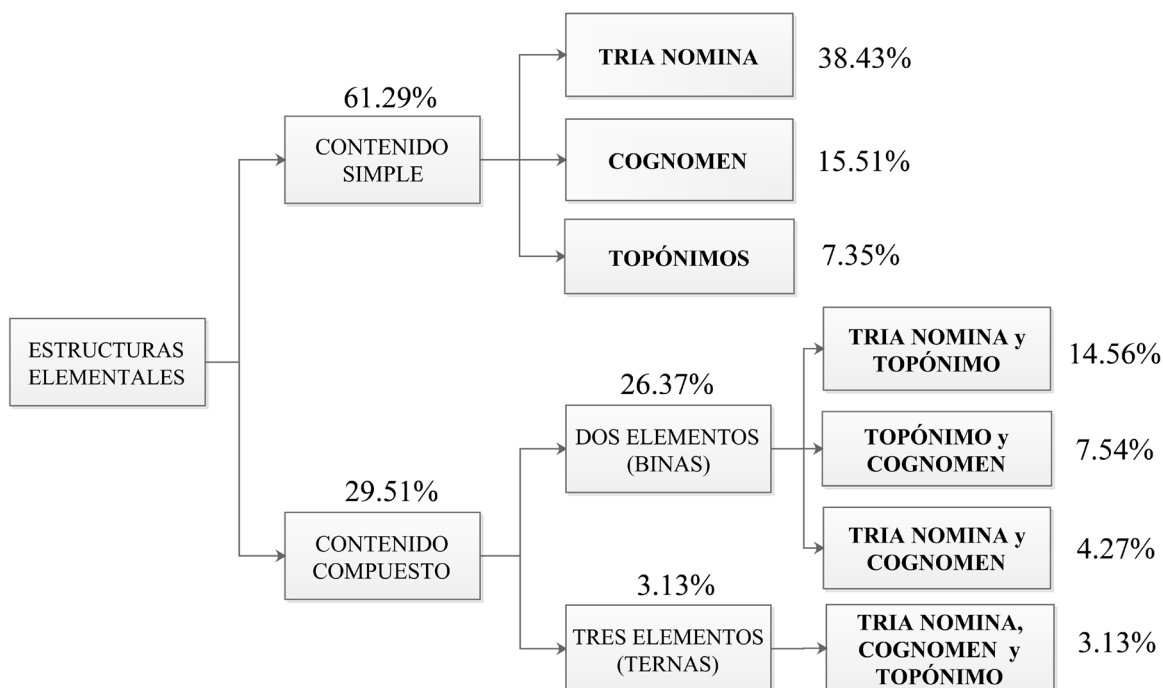 TRIA NOMINA
38.43%
61.29%
CONTENIDO
SIMPLE
COGNOMEN
15.51%
TOPÓNIMOS
7.35%
ESTRUCTURAS
ELEMENTALES
TRIA NOMINA y
TOPÓNIMO
14.56%
26.37%
DOS ELEMENTOS
(BINAS)
TOPÓNIMO y
COGNOMEN
7.54%
29.51%
CONTENIDO
COMPUESTO
TRIA NOMINA y
COGNOMEN
4.27%
3.13%
TRES ELEMENTOS
(TERNAS)
TRIA NOMINA,
COGNOMEN y
TOPÓNIMO
3.13%